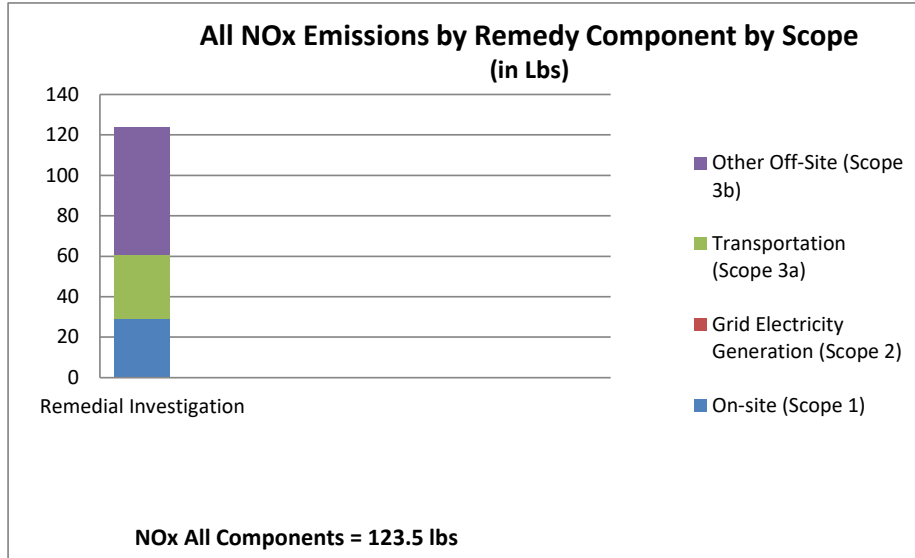 All NOx Emissions by Remedy Component by Scope
(in Lbs)
140
120
100
80
60
40
20
0
Remedial Investigation
Other Off-Site (Scope
3b)
Transportation
(Scope 3a)
Grid Electricity
Generation (Scope 2)
On-site (Scope 1)
NOx All Components = 123.5 lbs